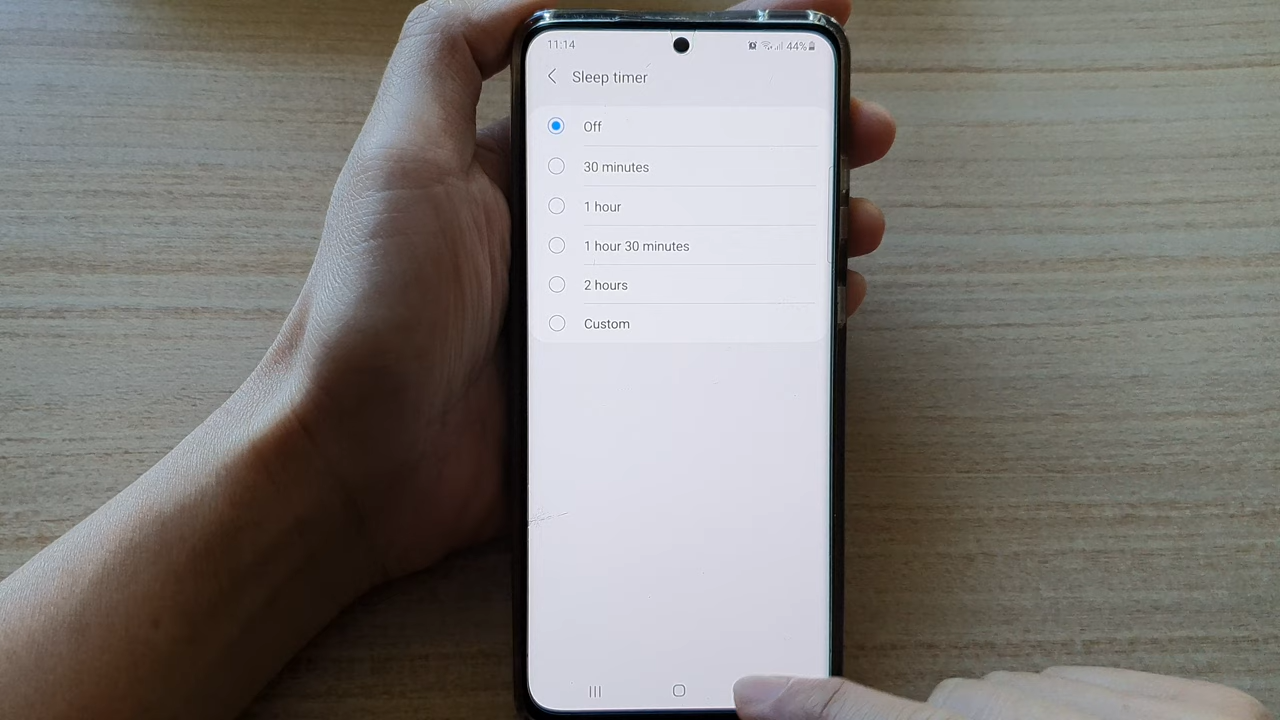 11:14
44%
Sleep timer
Off
30 minutes
1 hour
1 hour 30 minutes
2 hours
Custom